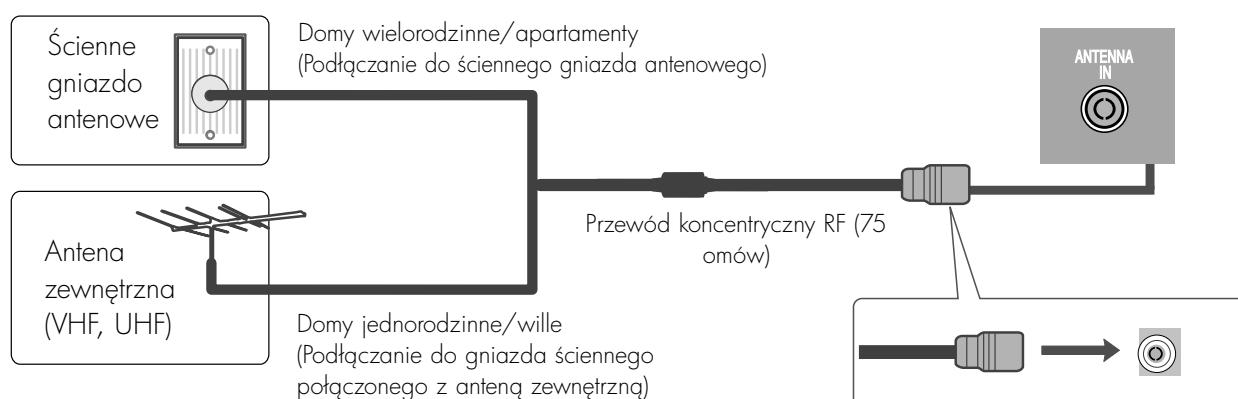 Ścienne
gniazdo
antenowe
Domy wielorodzinne/apartamenty
(Podłączanie do ściennego gniazda antenowego)
ANTENNA
IN
Przewód koncentryczny RF (75
omów)
Antena
zewnętrzna
(VHF, UHF)
Domy jednorodzinne/wille
(Podłączanie do gniazda ściennego
połączonego z anteną zewnętrzną)